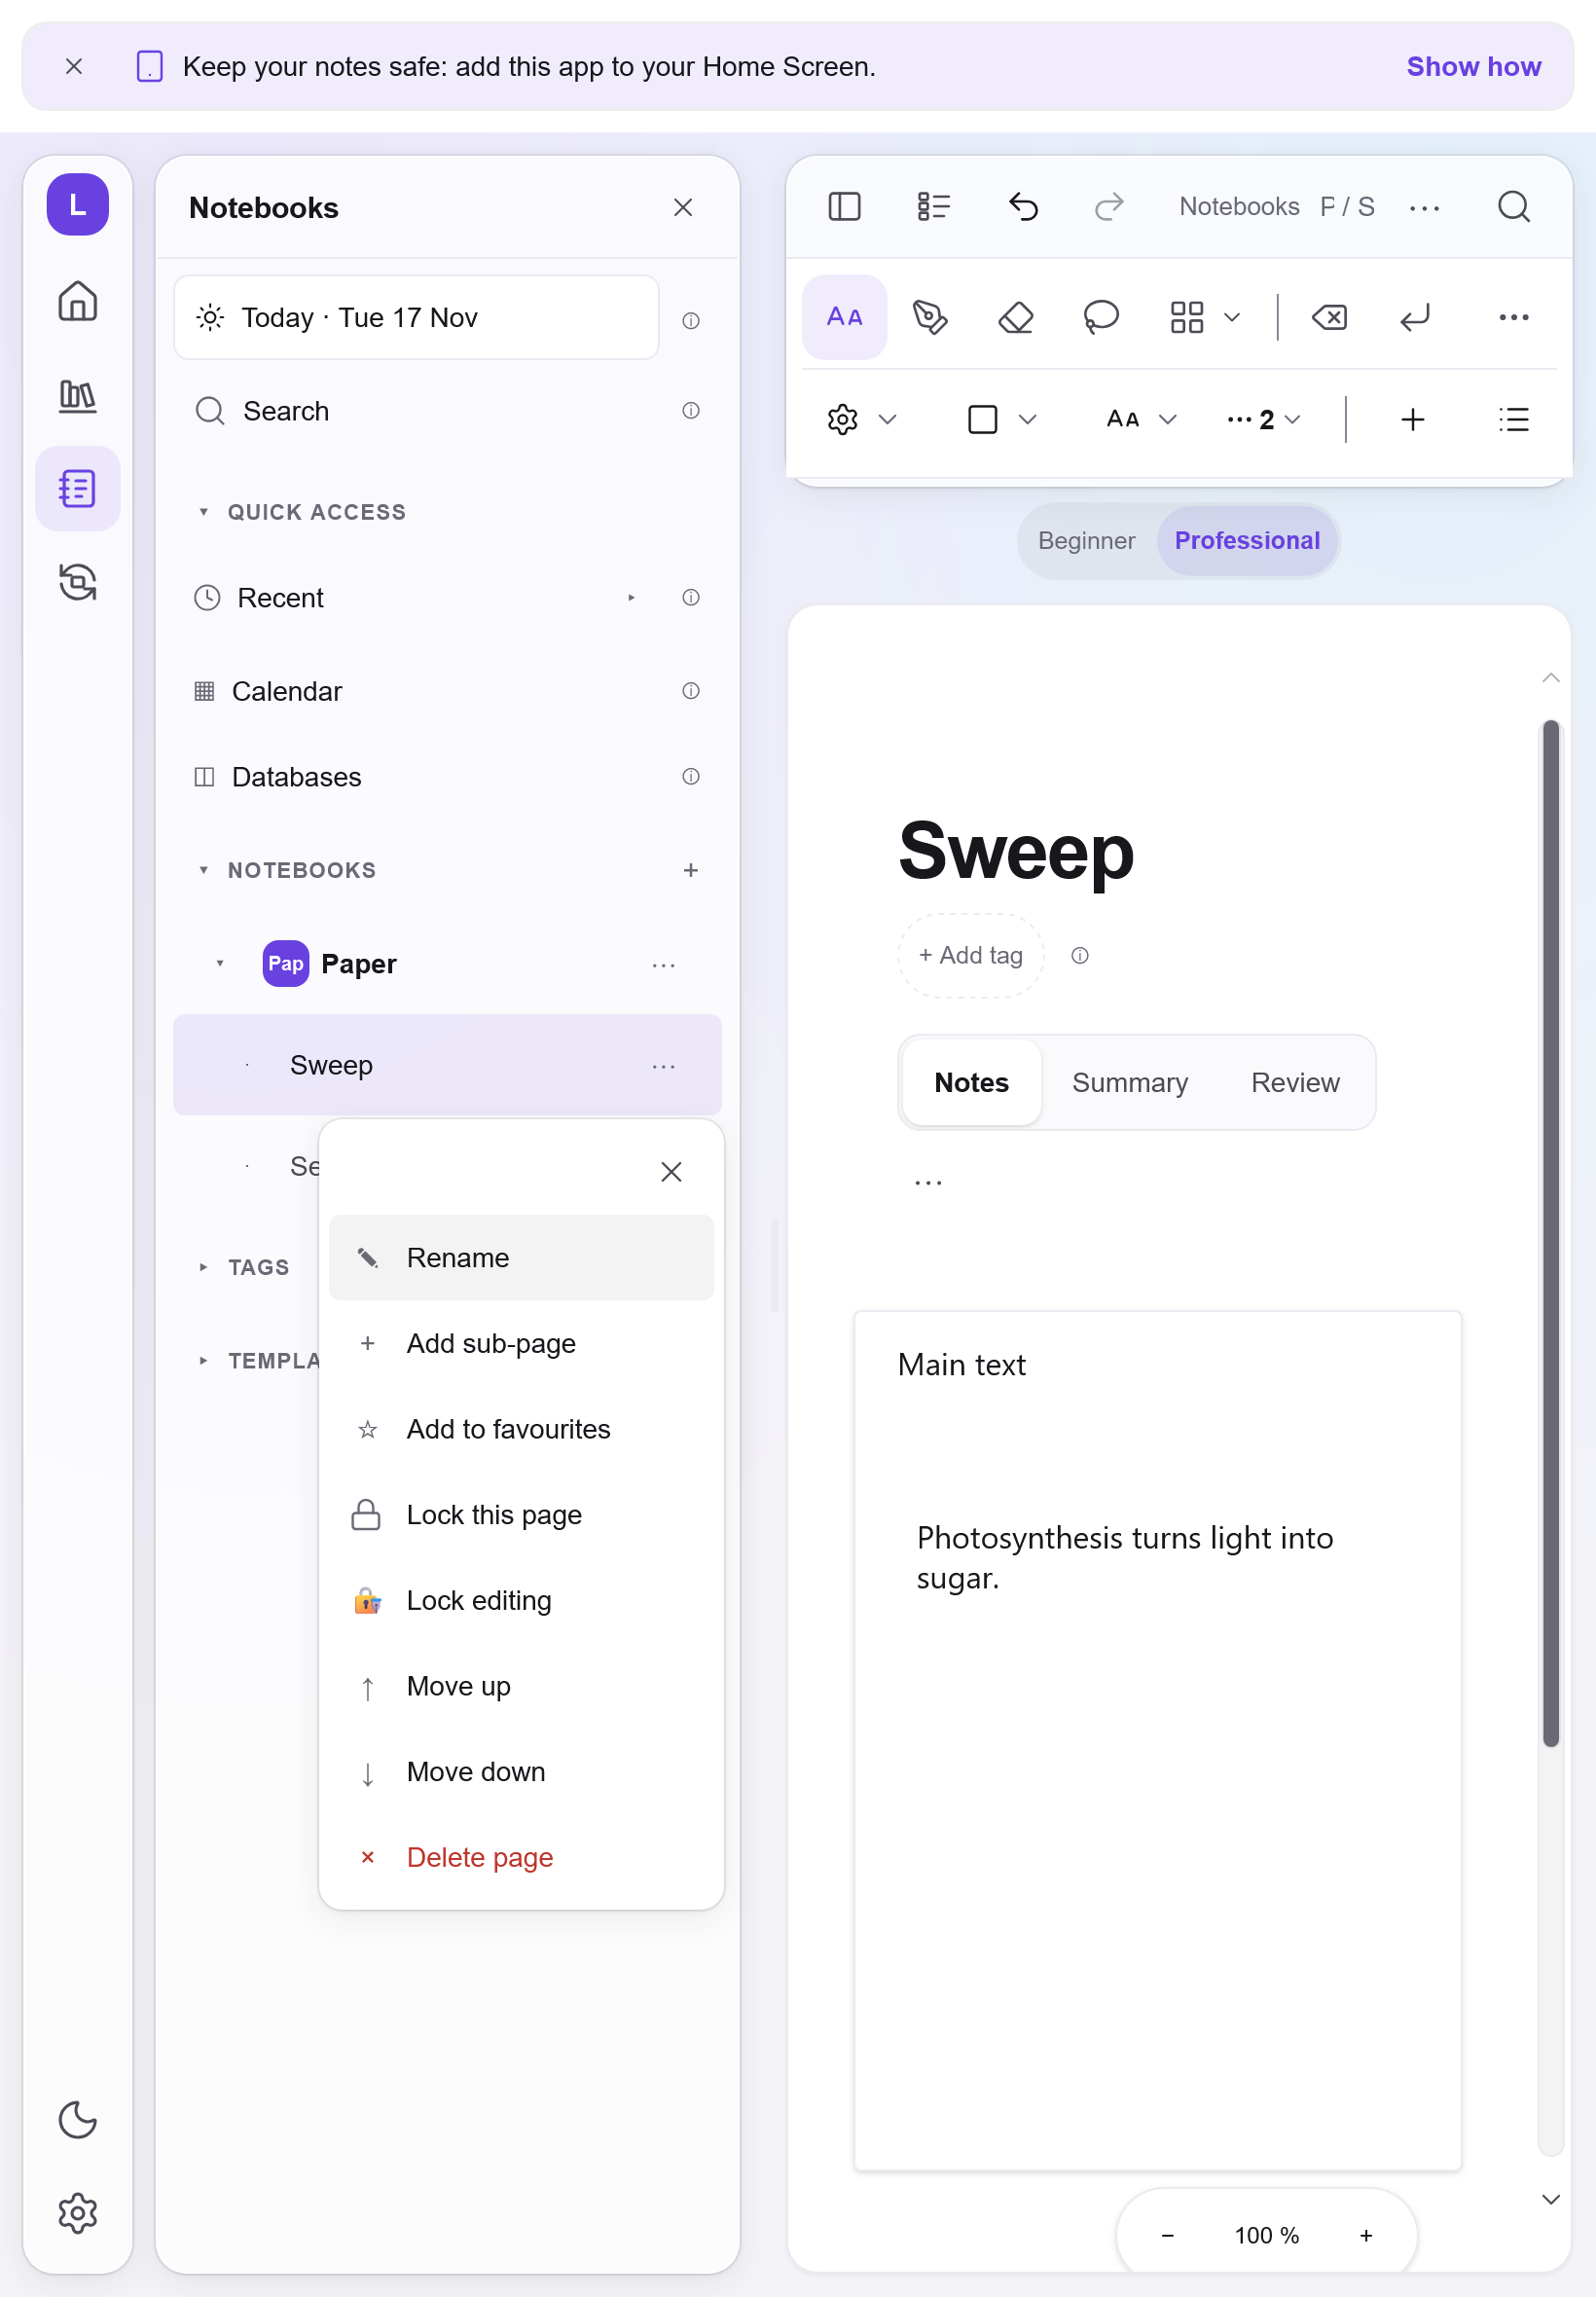 Keep your notes safe: add this app to your Home Screen.
Show how
L
Notebooks
Today · Tue 17 Nov
Search
QUICK ACCESS
Recent
Calendar
Databases
NOTEBOOKS
Pap Paper
Sweep
Se
TAGS
TEMPLA
Rename
Add sub-page
Add to favourites
Lock this page
Lock editing
Move up
Move down
Delete page
Notebooks P / S
2
Beginner Professional
Sweep
+ Add tag
Notes Summary Review
Main text
Photosynthesis turns light into
sugar.
− 100 % +